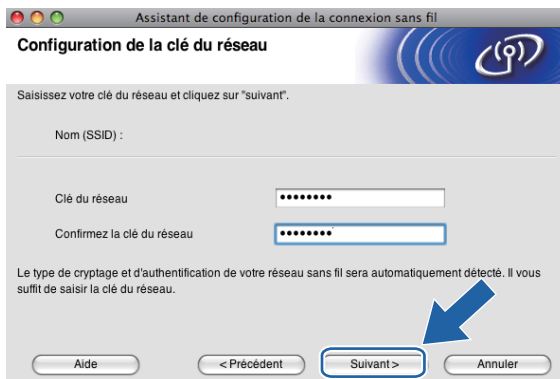 Assistant de configuration de la connexion sans fil
Configuration de la clé du réseau
Saisissez votre clé du réseau et cliquez sur "suivant".
Nom (SSID) :
Clé du réseau
••••••••
Confirmez la clé du réseau
••••••••
Le type de cryptage et d'authentification de votre réseau sans fil sera automatiquement détecté. Il vous
suffit de saisir la clé du réseau.
Aide
< Précédent
Suivant >
Annuler